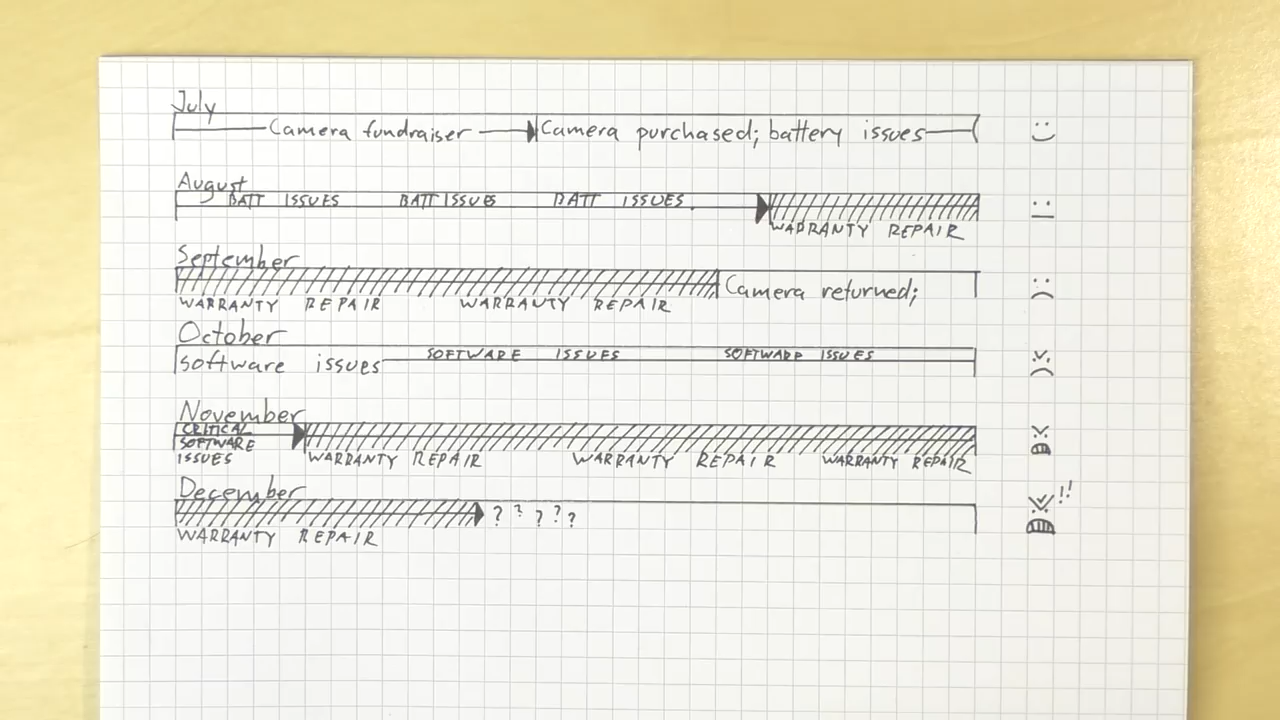 July
Camera fundraiser Camera purchased; battery issues
August
BATT ISSUES BATT ISSUES BATT ISSUES
WARRANTY REPAIR
September
Camera returned;
WARRANTY REPAIR WARRAUTY REPAIR
October
SOFTWARE ISSUES SOFTWARE ISSUES
software issues
November
CRITICAL
SOFTWARE
ISSUES
WARRANTY REPAIR WARRANTY REPAIR WARRANTY REPAIR
December
? ? ? ? ?
!!
WARRANTY REPAIR